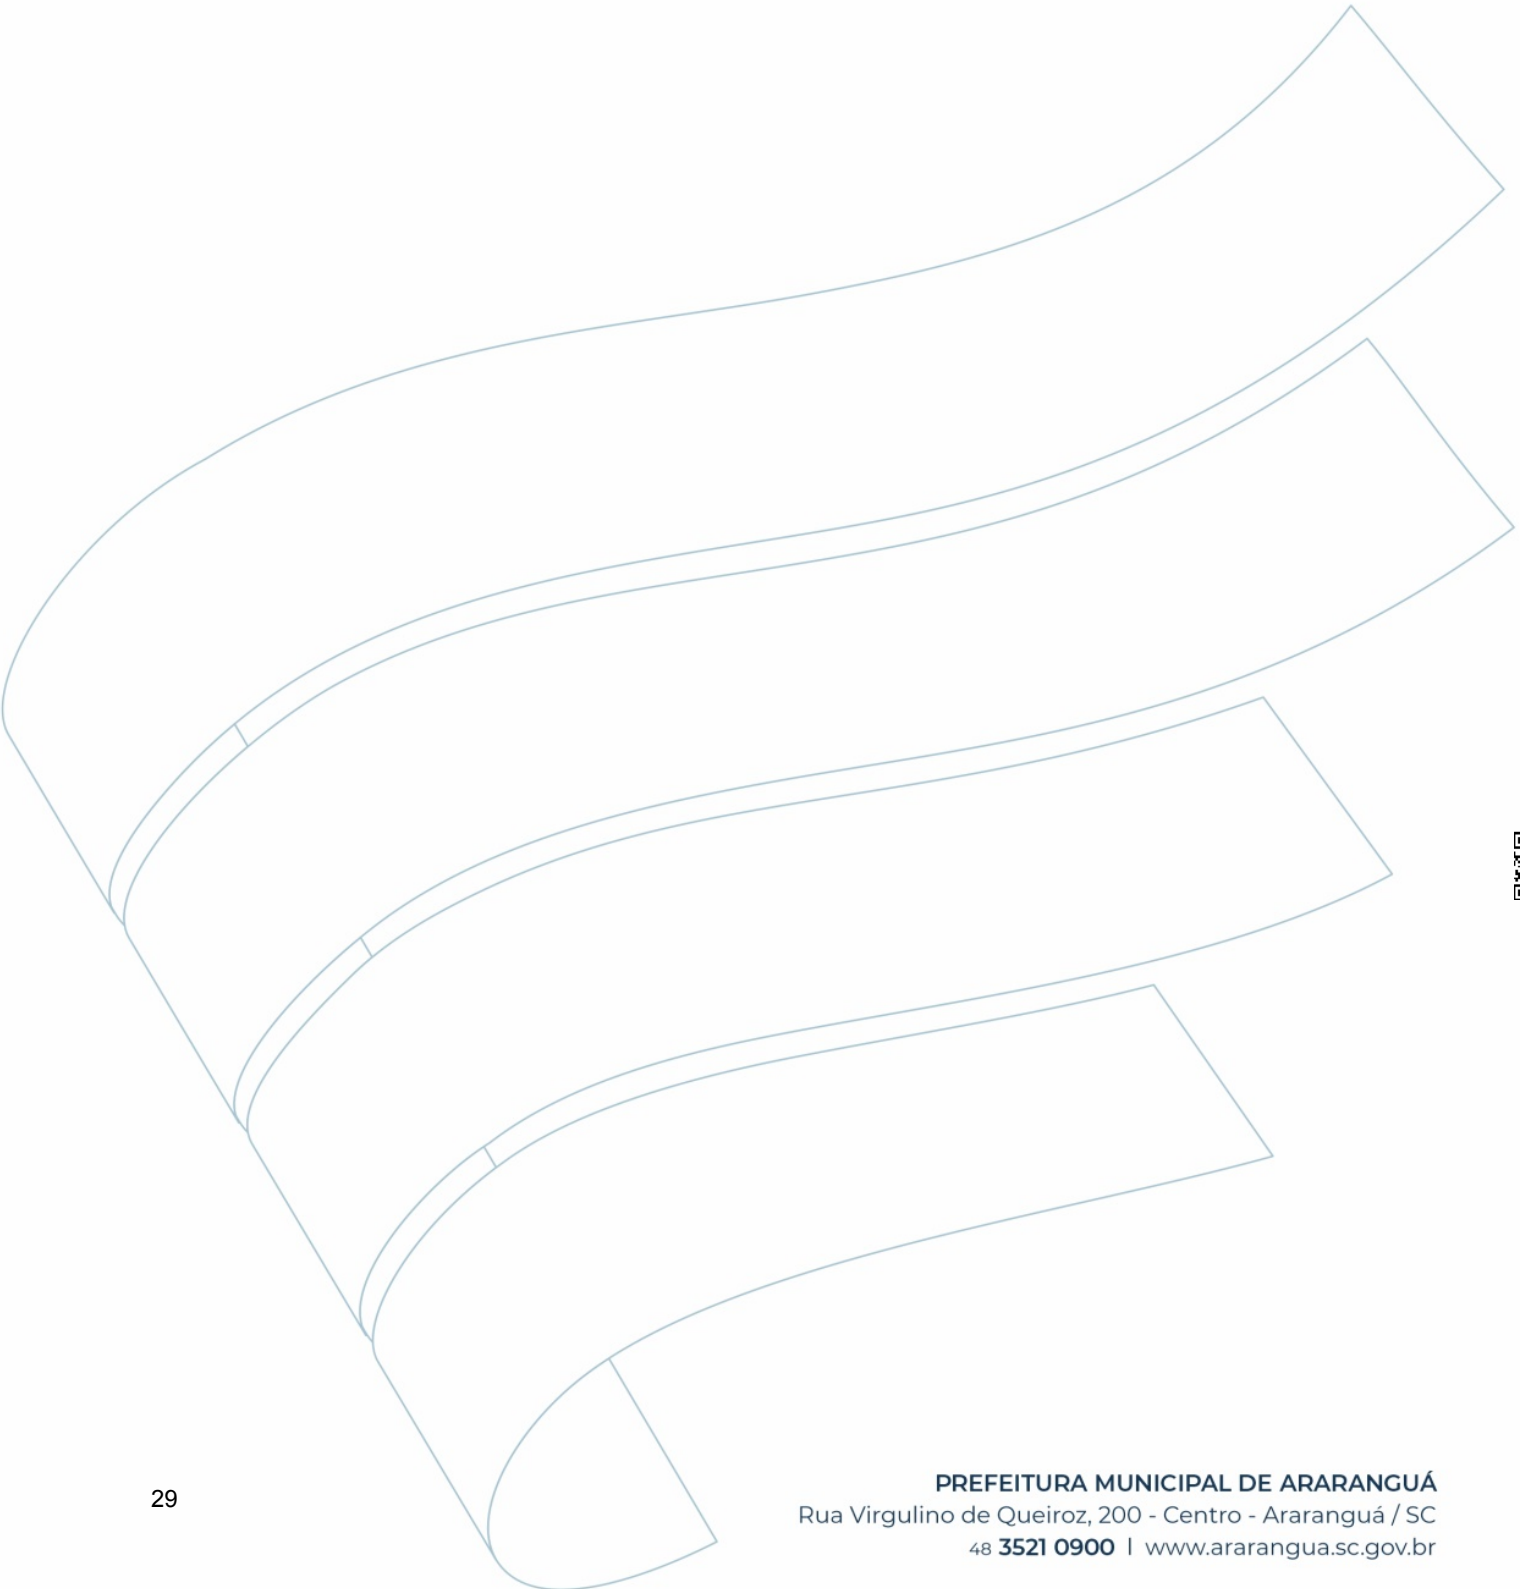 29
PREFEITURA MUNICIPAL DE ARARANGUÁ
Rua Virgulino de Queiroz, 200 - Centro - Araranguá / SC
48 3521 0900 | www.ararangua.sc.gov.br